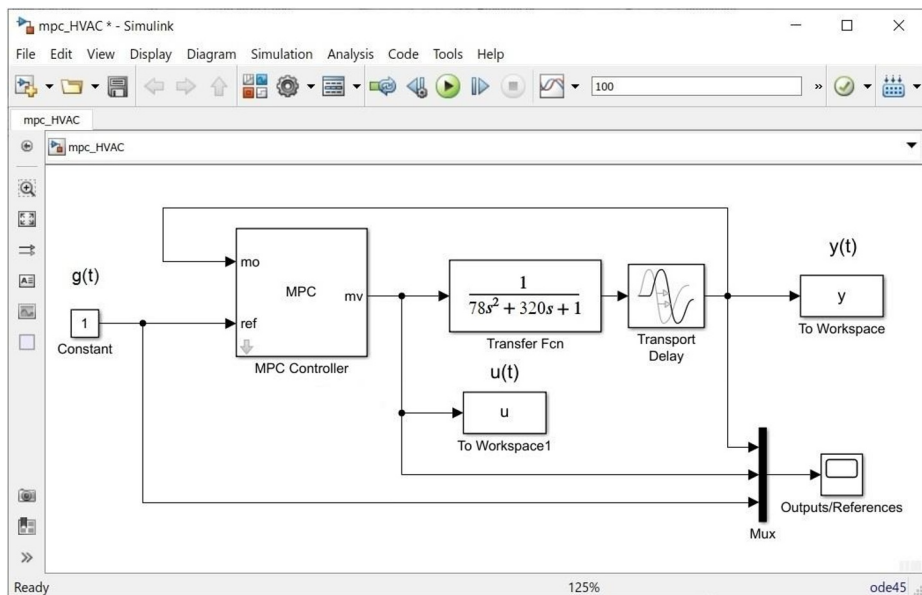 mpc_HVAC * - Simulink
File Edit View Display Diagram Simulation Analysis Code Tools Help
100
»
mpc_HVAC
mpc_HVAC
g(t)
1
Constant
mo
MPC
mv
ref
MPC Controller
1
78s² + 320s + 1
Transfer Fcn
Transport
Delay
y(t)
y
To Workspace
u(t)
u
To Workspace1
Mux
Outputs/References
»
Ready 125% ode45